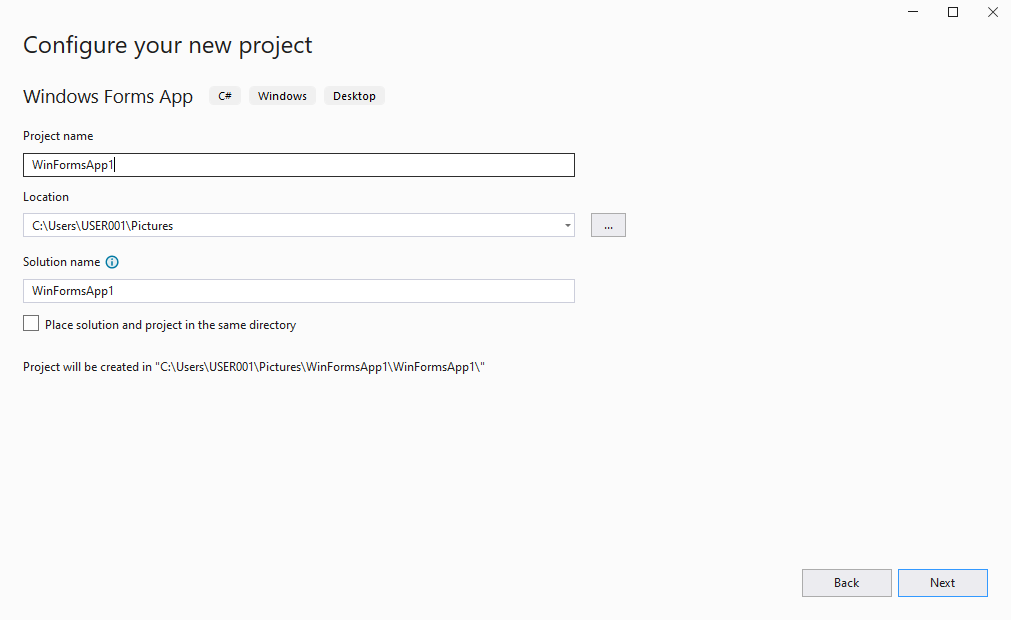 Configure your new project
Windows Forms App C# Windows Desktop
Project name
WinFormsApp1
Location
C:\Users\USER001\Pictures
...
Solution name
WinFormsApp1
Place solution and project in the same directory
Project will be created in "C:\Users\USER001\Pictures\WinFormsApp1\WinFormsApp1\"
Back Next